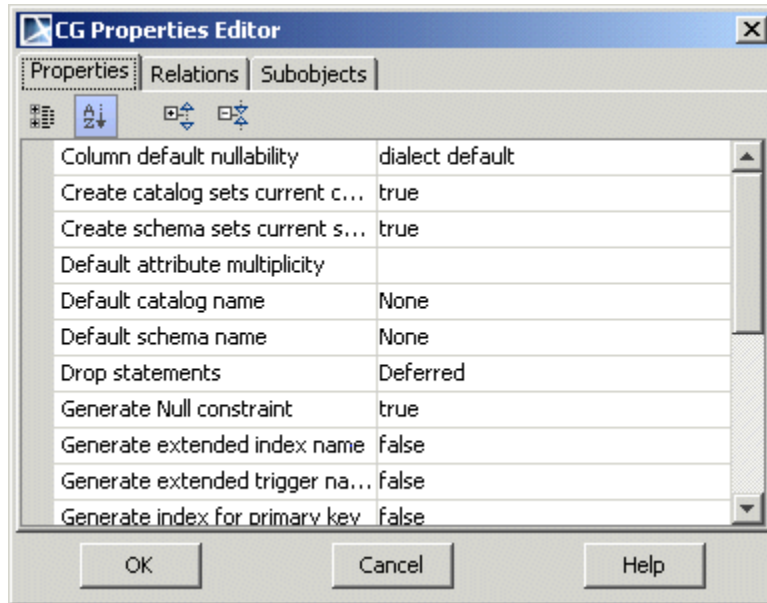 CG Properties Editor
Properties Relations Subobjects
Column default nullability dialect default
Create catalog sets current c... true
Create schema sets current s... true
Default attribute multiplicity
Default catalog name None
Default schema name None
Drop statements Deferred
Generate Null constraint true
Generate extended index name false
Generate extended trigger na... false
Generate index for primary key false
OK Cancel Help